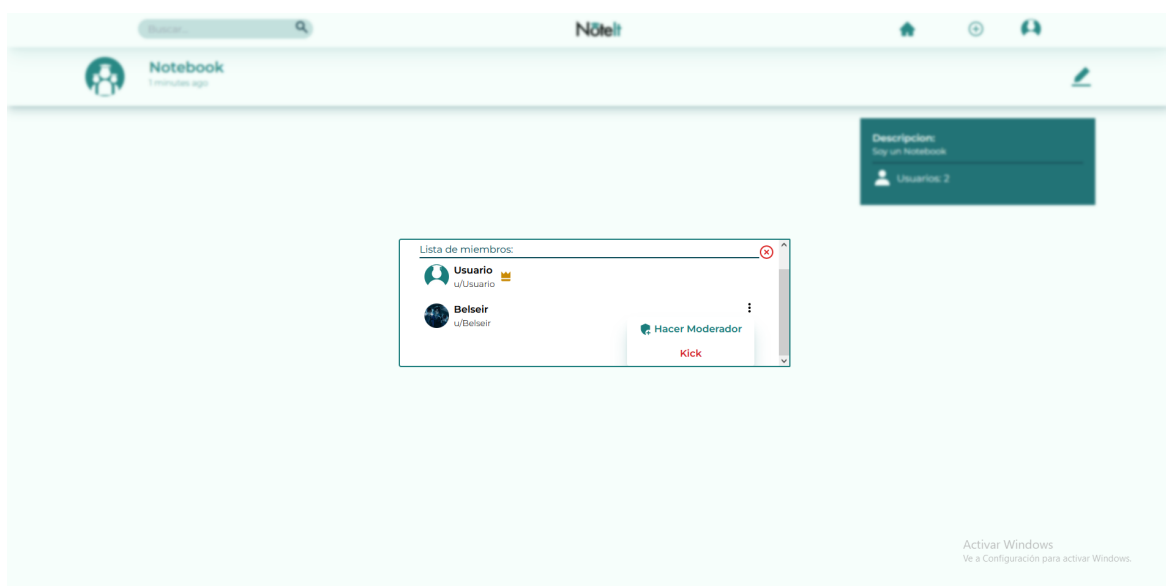 Buscar...
NōteIt
Notebook
1 minutes ago
Descripcion:
Soy un Notebook
Usuarios: 2
Lista de miembros:
Usuario
u/Usuario
Belseir
u/Belseir
Hacer Moderador
Kick
Activar Windows
Ve a Configuración para activar Windows.